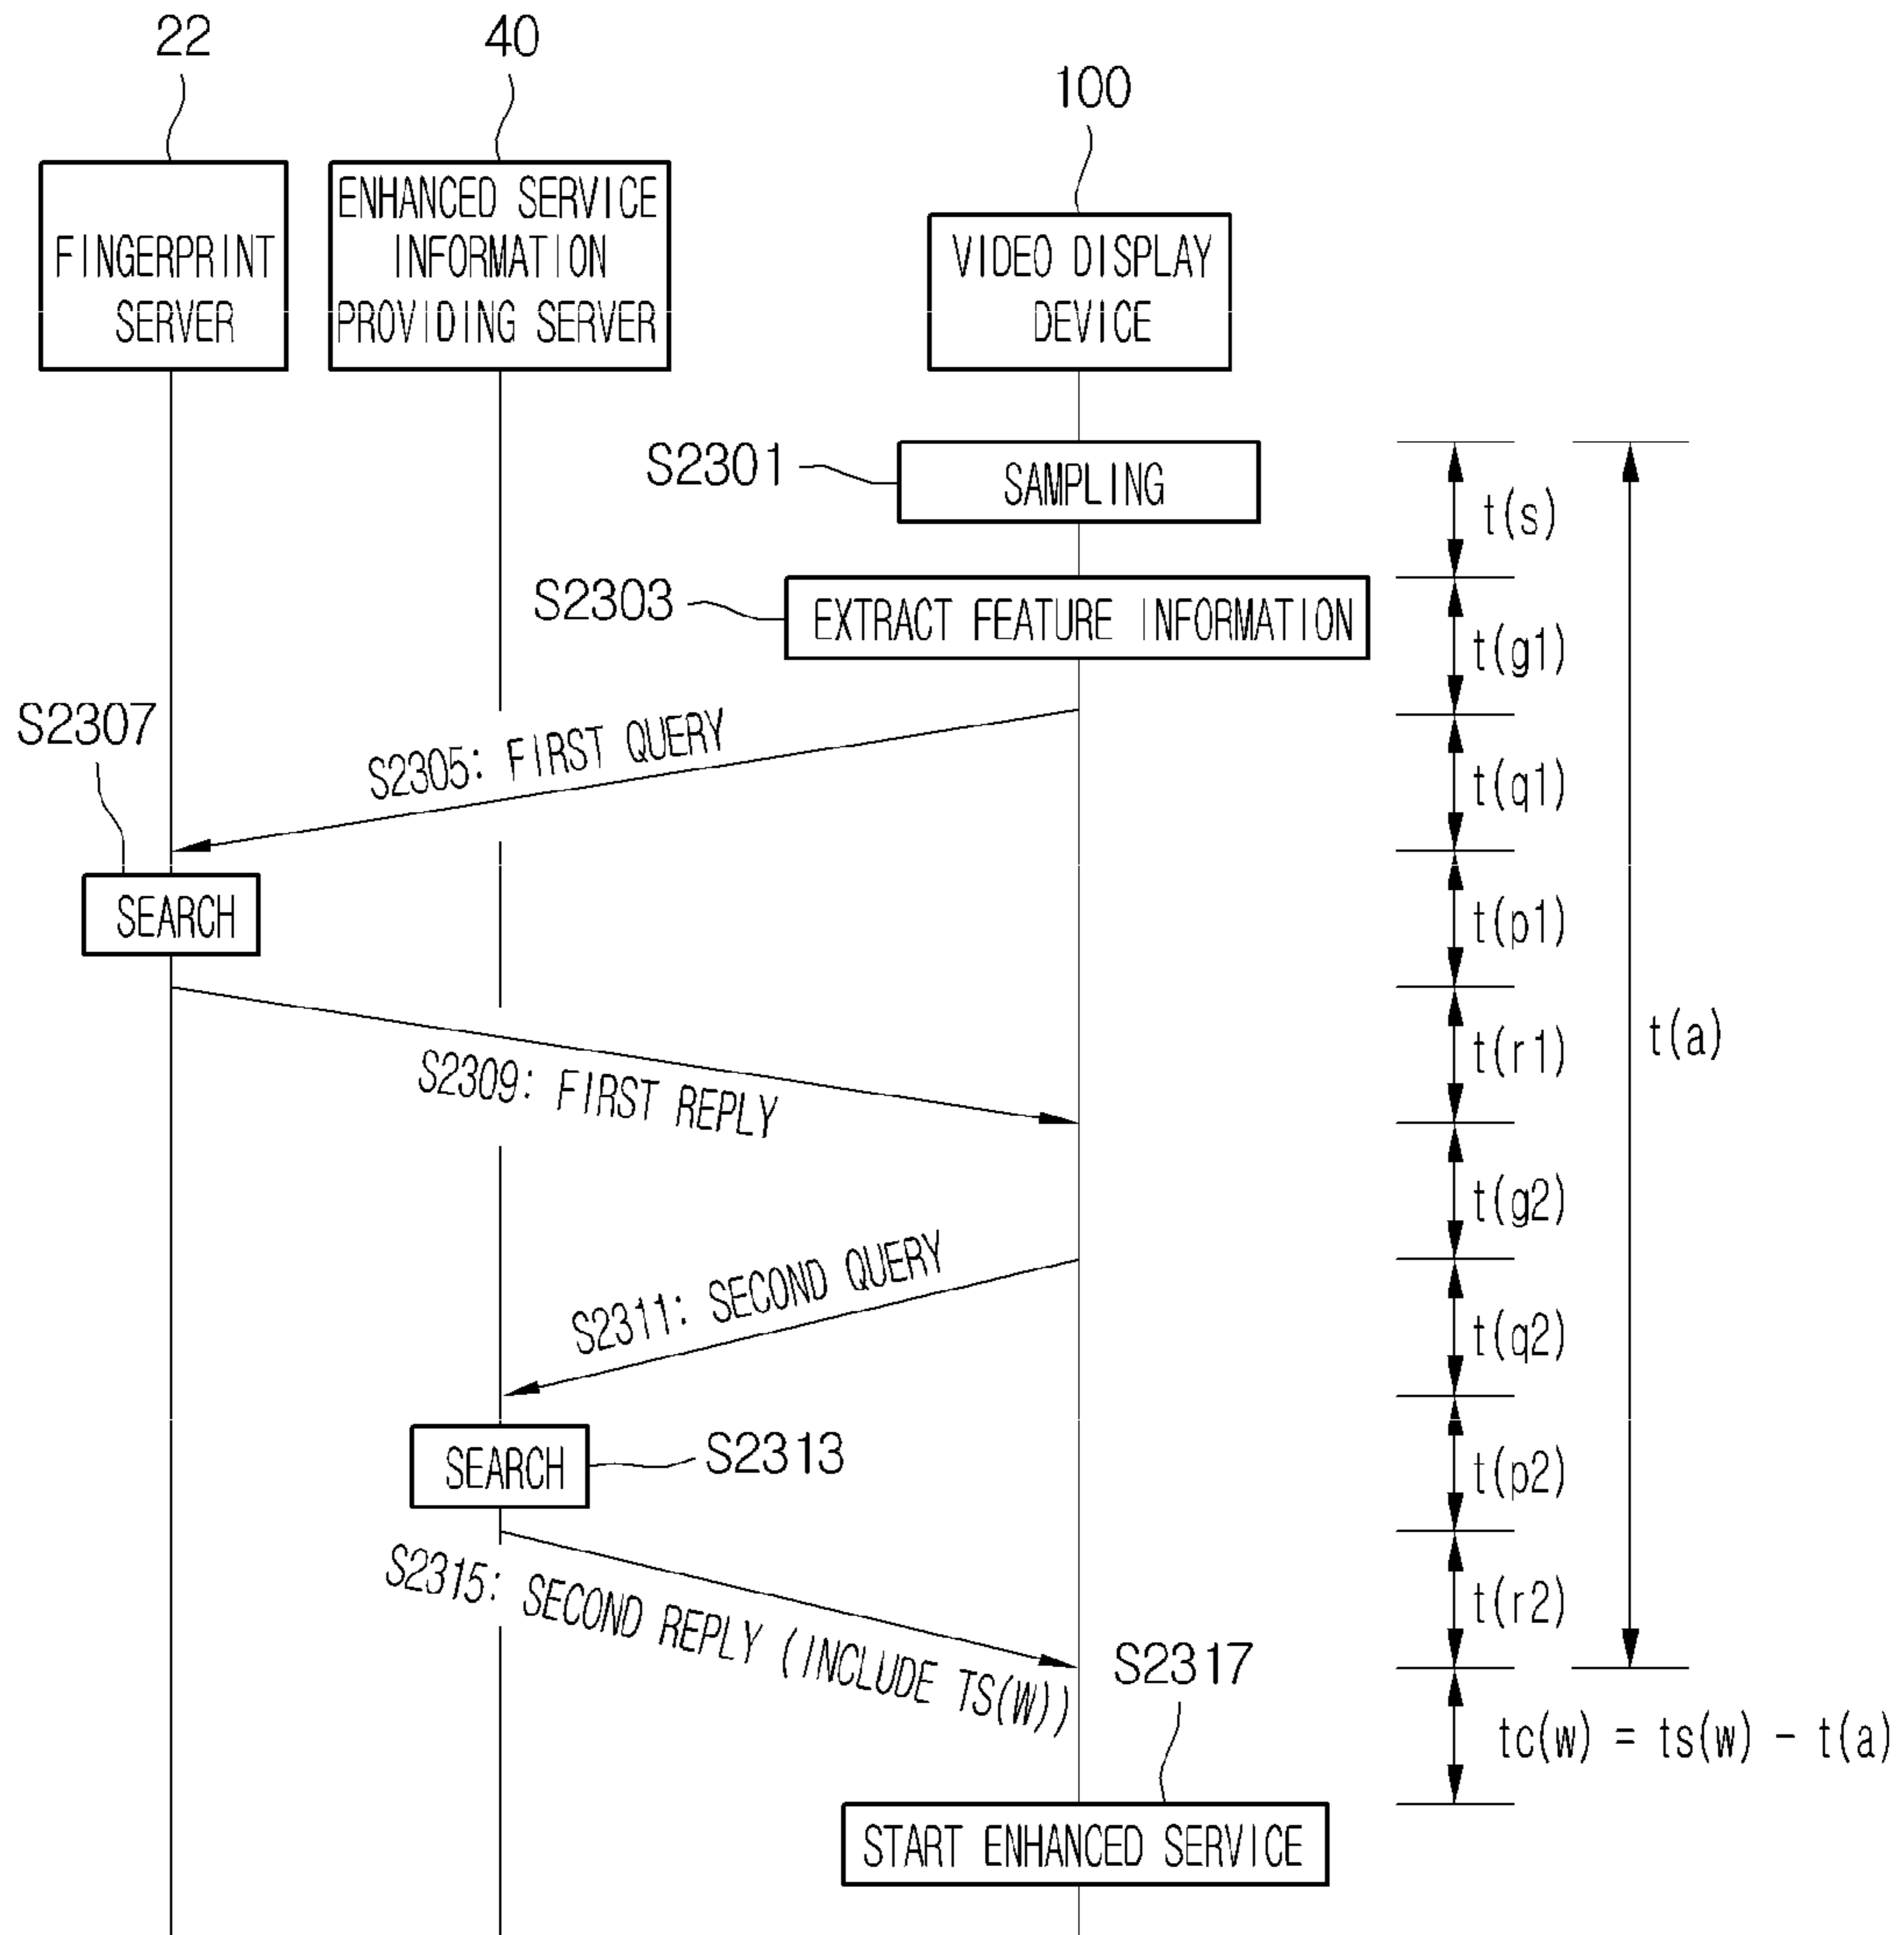 22
40
100
FINGERPRINT
SERVER
ENHANCED SERVICE
INFORMATION
PROVIDING SERVER
VIDEO DISPLAY
DEVICE
S2301
SAMPLING
t(s)
S2303
EXTRACT FEATURE INFORMATION
t(g1)
S2307
S2305: FIRST QUERY
t(q1)
SEARCH
t(p1)
S2309: FIRST REPLY
t(r1)
t(a)
t(g2)
S2311: SECOND QUERY
t(q2)
SEARCH
S2313
t(p2)
S2315: SECOND REPLY (INCLUDE TS(W))
t(r2)
S2317
tc(w) = ts(w) - t(a)
START ENHANCED SERVICE